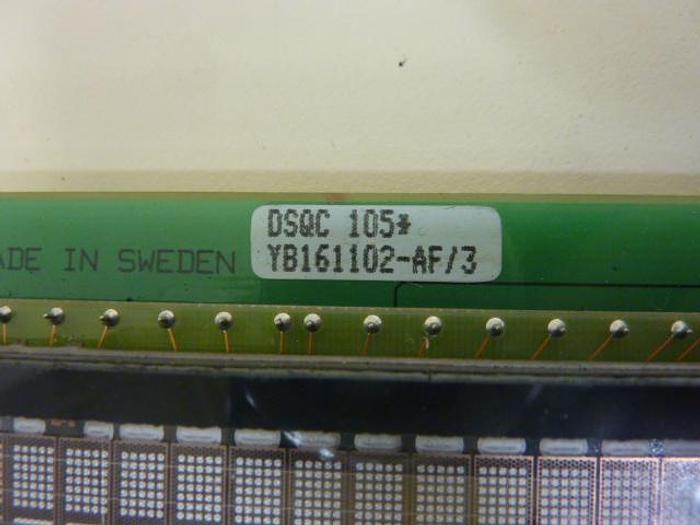 DSQC 105*
YB161102-AF/3
ADE IN SWEDEN